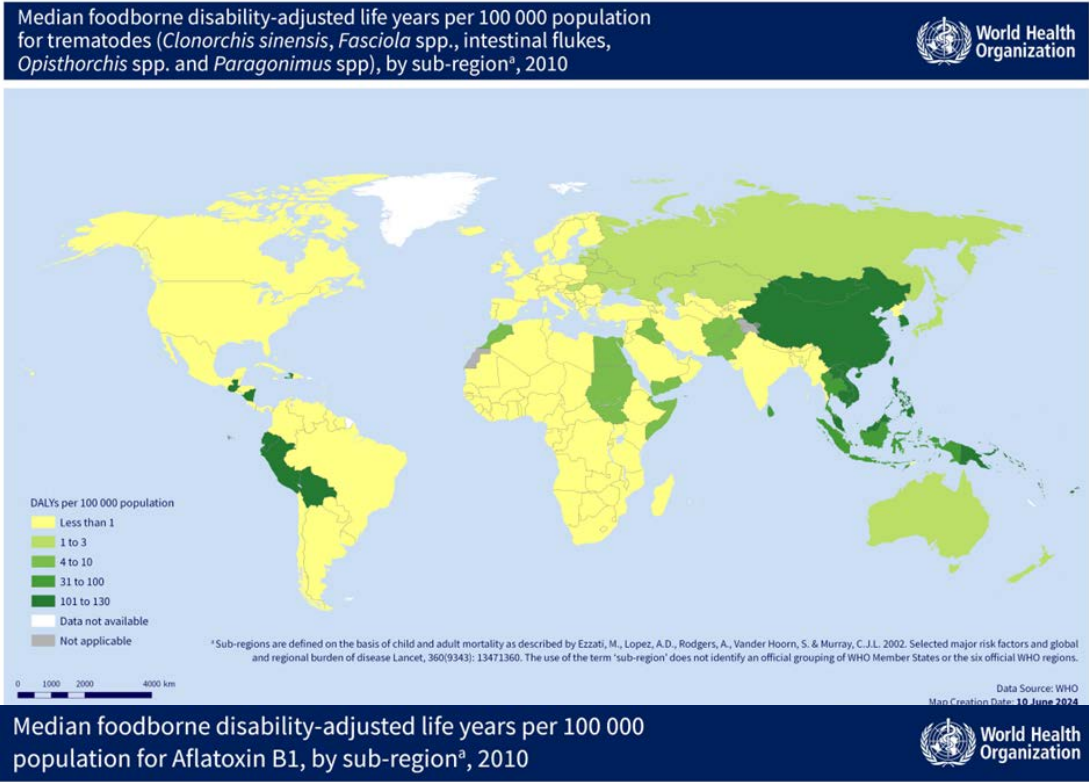 Median foodborne disability-adjusted life years per 100 000 population
for trematodes (Clonorchis sinensis, Fasciola spp., intestinal flukes,
Opisthorchis spp. and Paragonimus spp), by sub-regionᵃ, 2010
World Health
Organization
DALYs per 100 000 population
Less than 1
1 to 3
4 to 10
31 to 100
101 to 130
Data not available
Not applicable
ᵃ Sub-regions are defined on the basis of child and adult mortality as described by Ezzati, M., Lopez, A.D., Rodgers, A., Vander Hoorn, S. & Murray, C.J.L. 2002. Selected major risk factors and global
and regional burden of disease Lancet, 360(9343): 13471360. The use of the term 'sub-region' does not identify an official grouping of WHO Member States or the six official WHO regions.
0 1000 2000 4000 km
Data Source: WHO
Map Creation Date: 10 June 2024
Median foodborne disability-adjusted life years per 100 000
population for Aflatoxin B1, by sub-regionᵃ, 2010
World Health
Organization